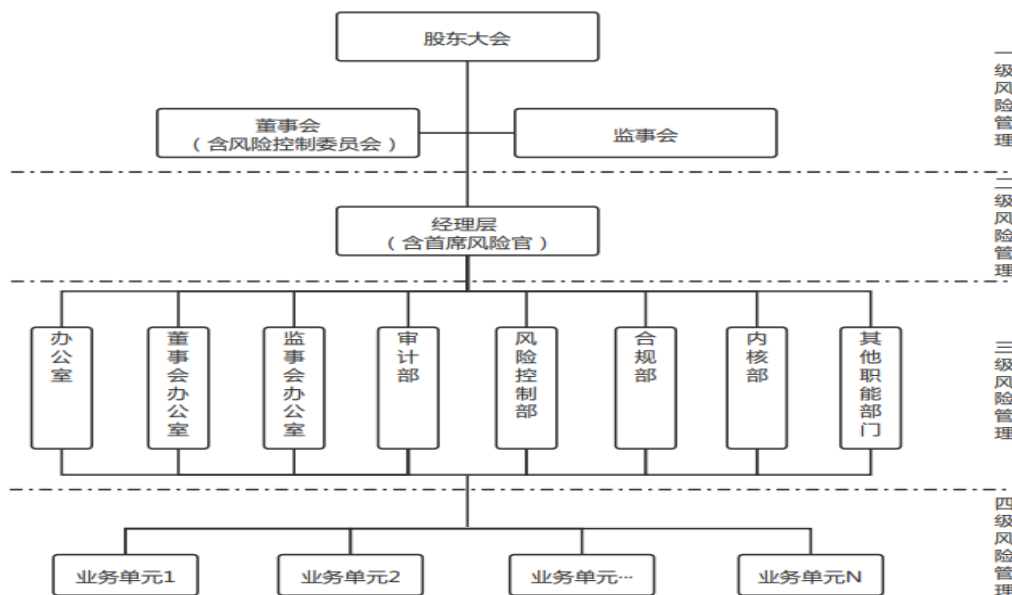 股东大会
董事会
（含风险控制委员会）
监事会
一级风险管理
经理层
（含首席风险官）
二级风险管理
办公室
董事会办公室
监事会办公室
审计部
风险控制部
合规部
内核部
其他职能部门
三级风险管理
业务单元1
业务单元2
业务单元…
业务单元N
四级风险管理